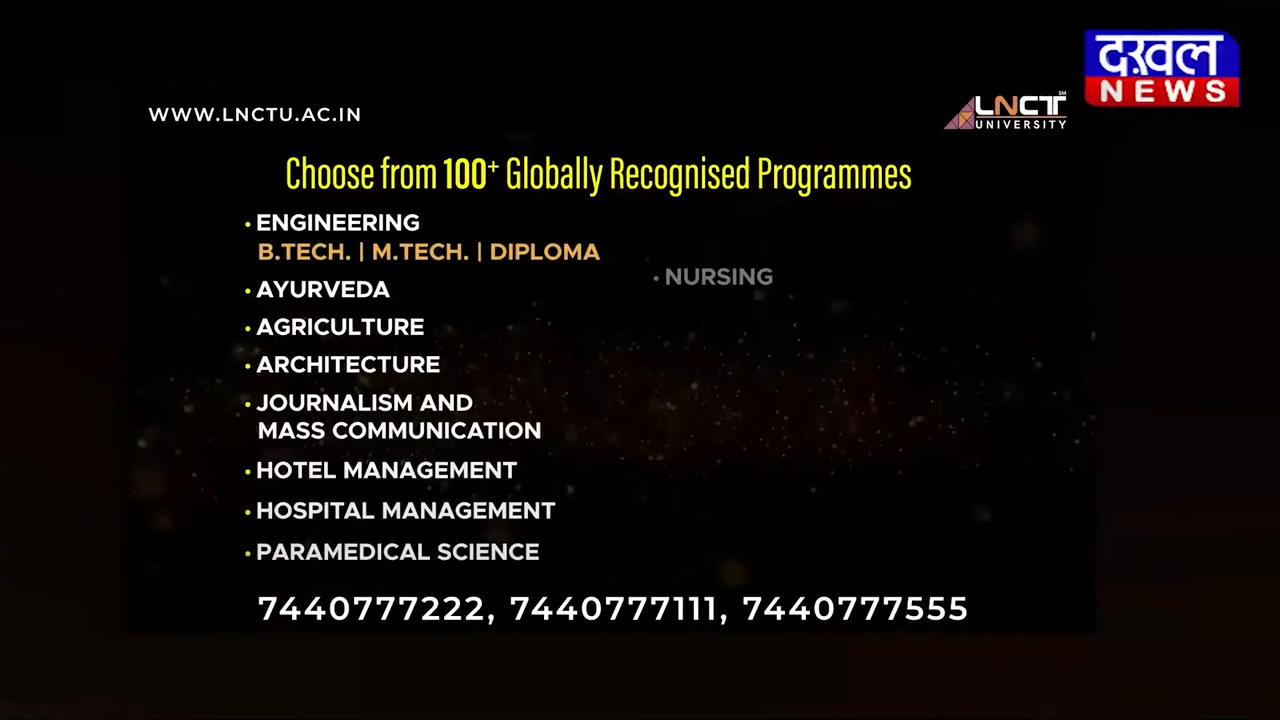 दख़ल
NEWS
WWW.LNCTU.AC.IN
LNCT SM
UNIVERSITY
Choose from 100+ Globally Recognised Programmes
• ENGINEERING
B.TECH. | M.TECH. | DIPLOMA
• AYURVEDA
• AGRICULTURE
• ARCHITECTURE
• JOURNALISM AND
MASS COMMUNICATION
• HOTEL MANAGEMENT
• HOSPITAL MANAGEMENT
• PARAMEDICAL SCIENCE
• NURSING
7440777222, 7440777111, 7440777555